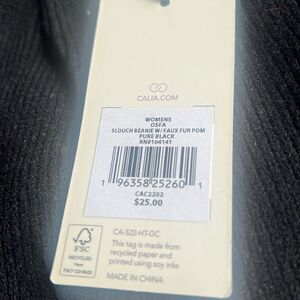 CALIA.COM
WOMENS
OSFA
SLOUCH BEANIE W/ FAUX FUR POM
PURE BLACK
RN#104141
1 96358 25260 1
CAC2202
$25.00
CA-S22-HT-GC
This tag is made from
recycled paper and
printed using soy inks
MADE IN CHINA
FSC
RECYCLED
Paper